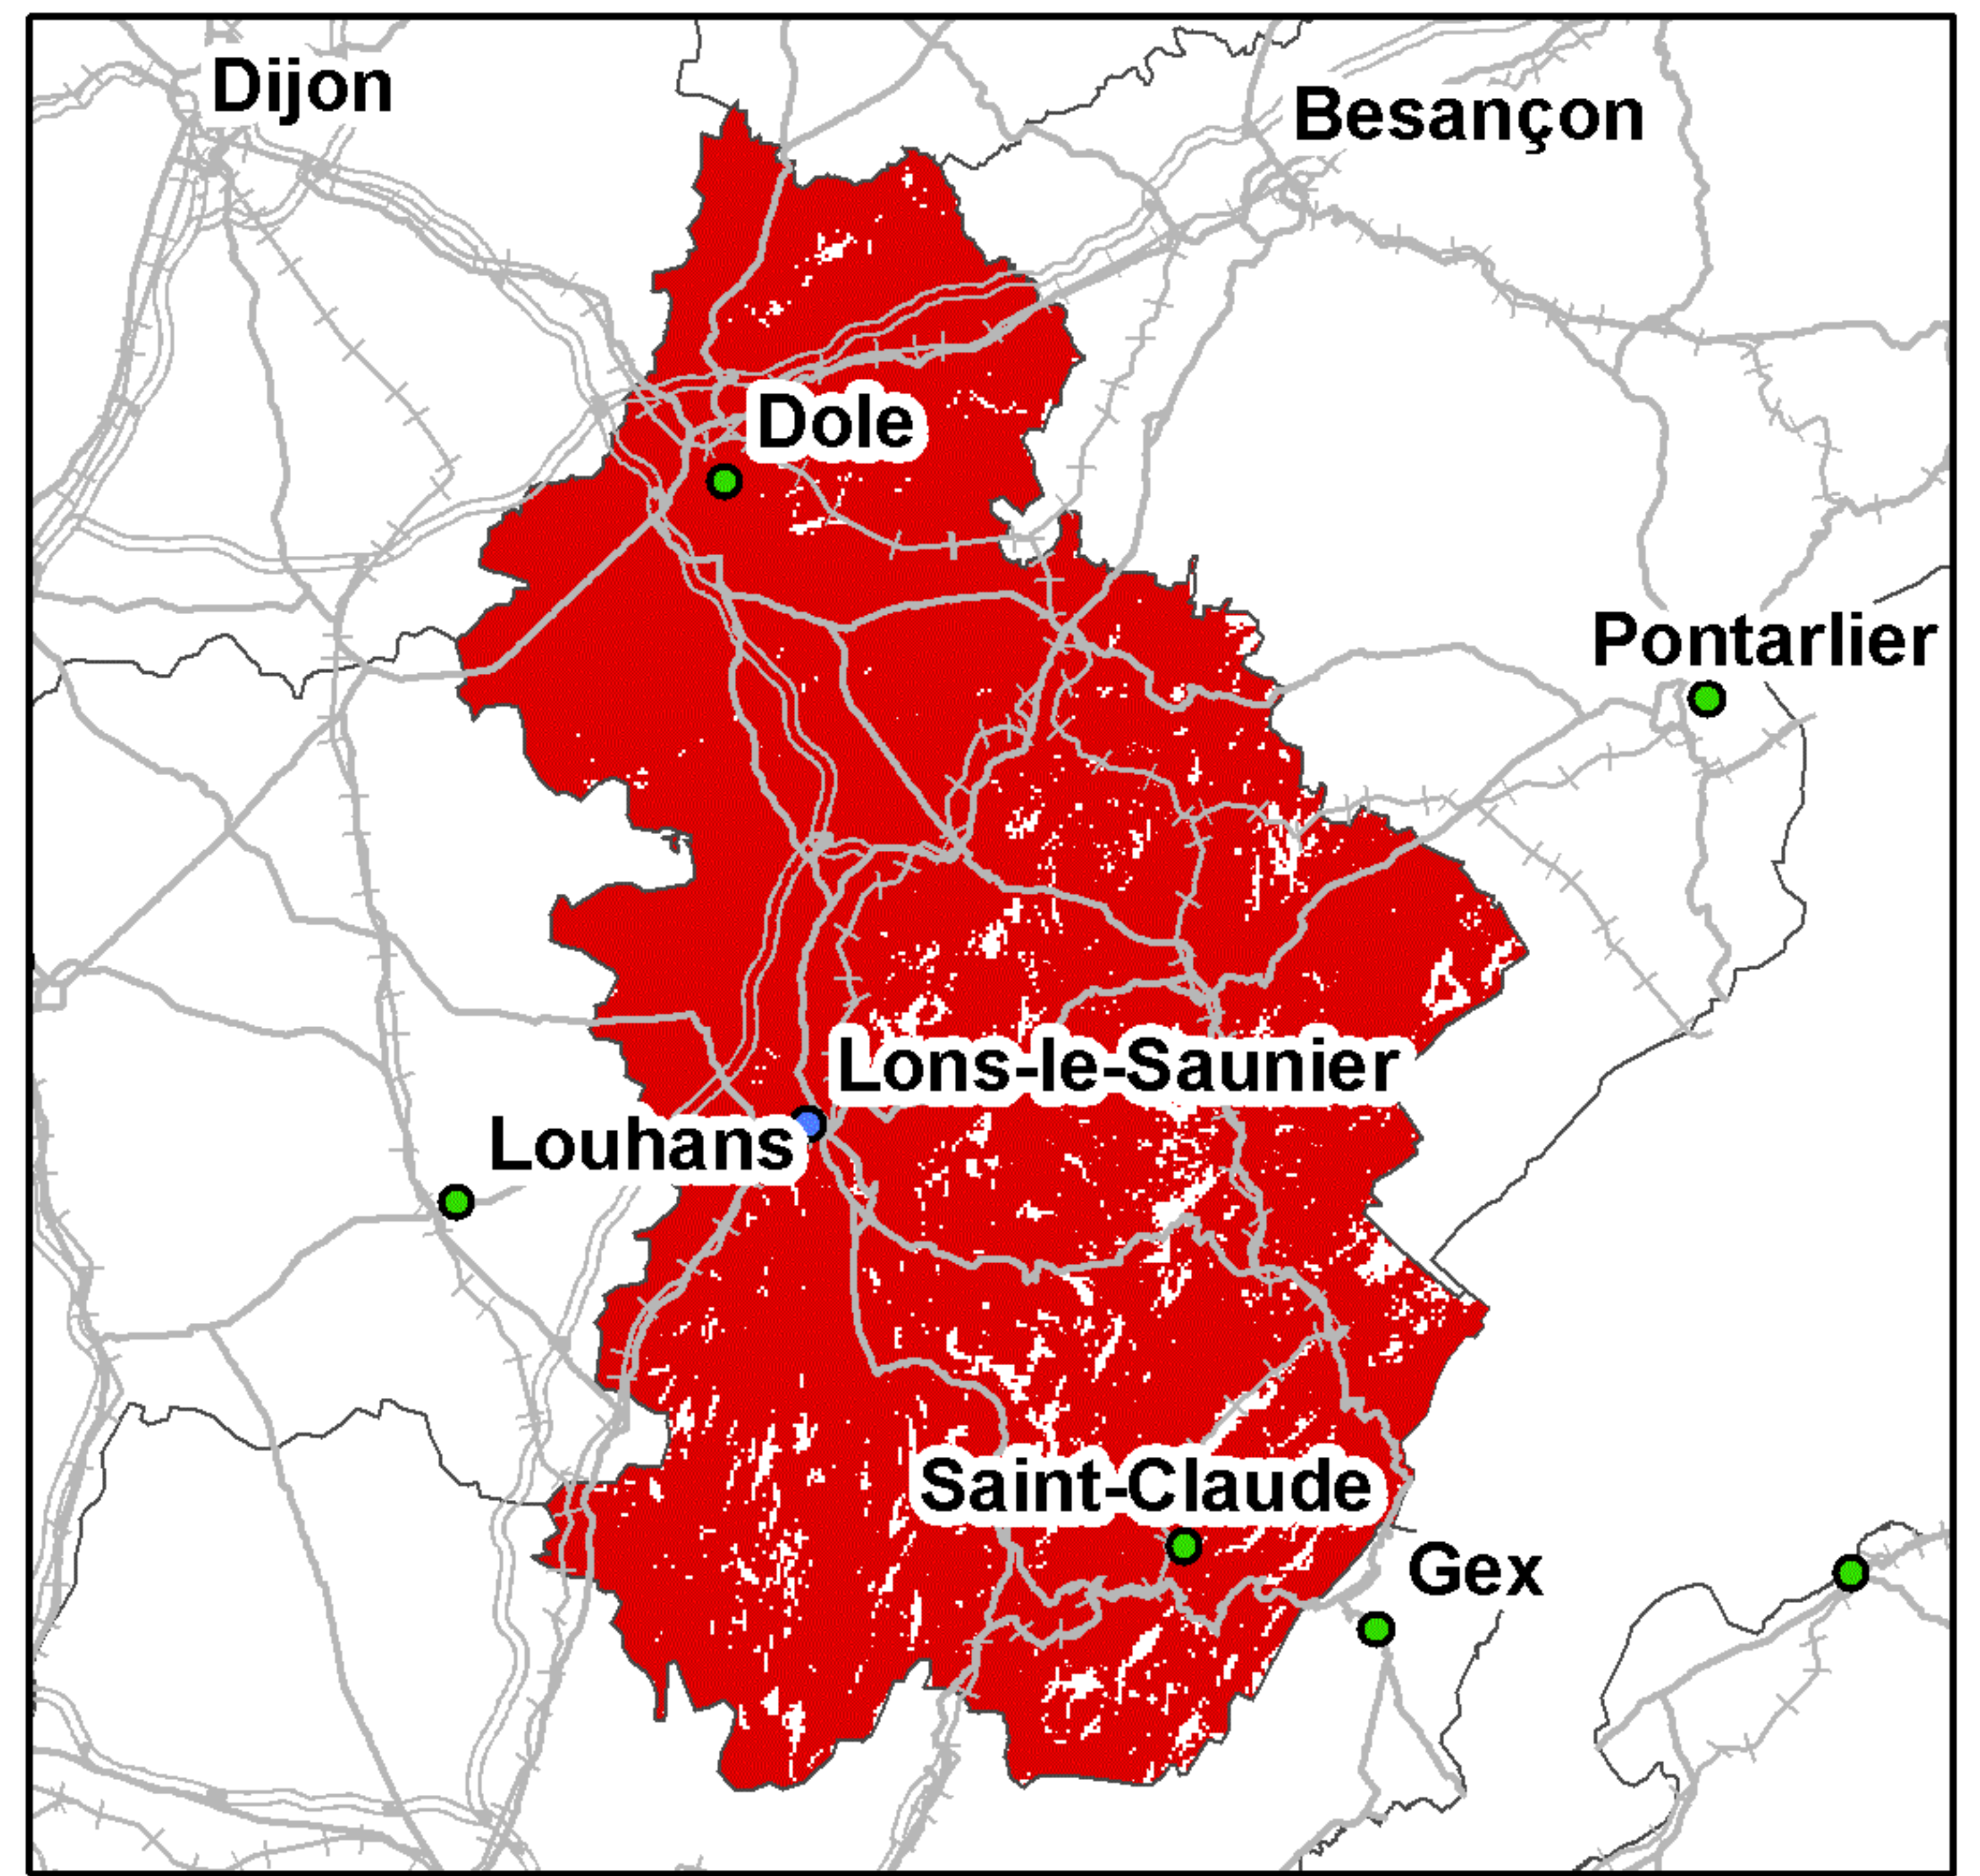 Dijon
Besançon
Dole
Pontarlier
Lons-le-Saunier
Louhans
Saint-Claude
Gex